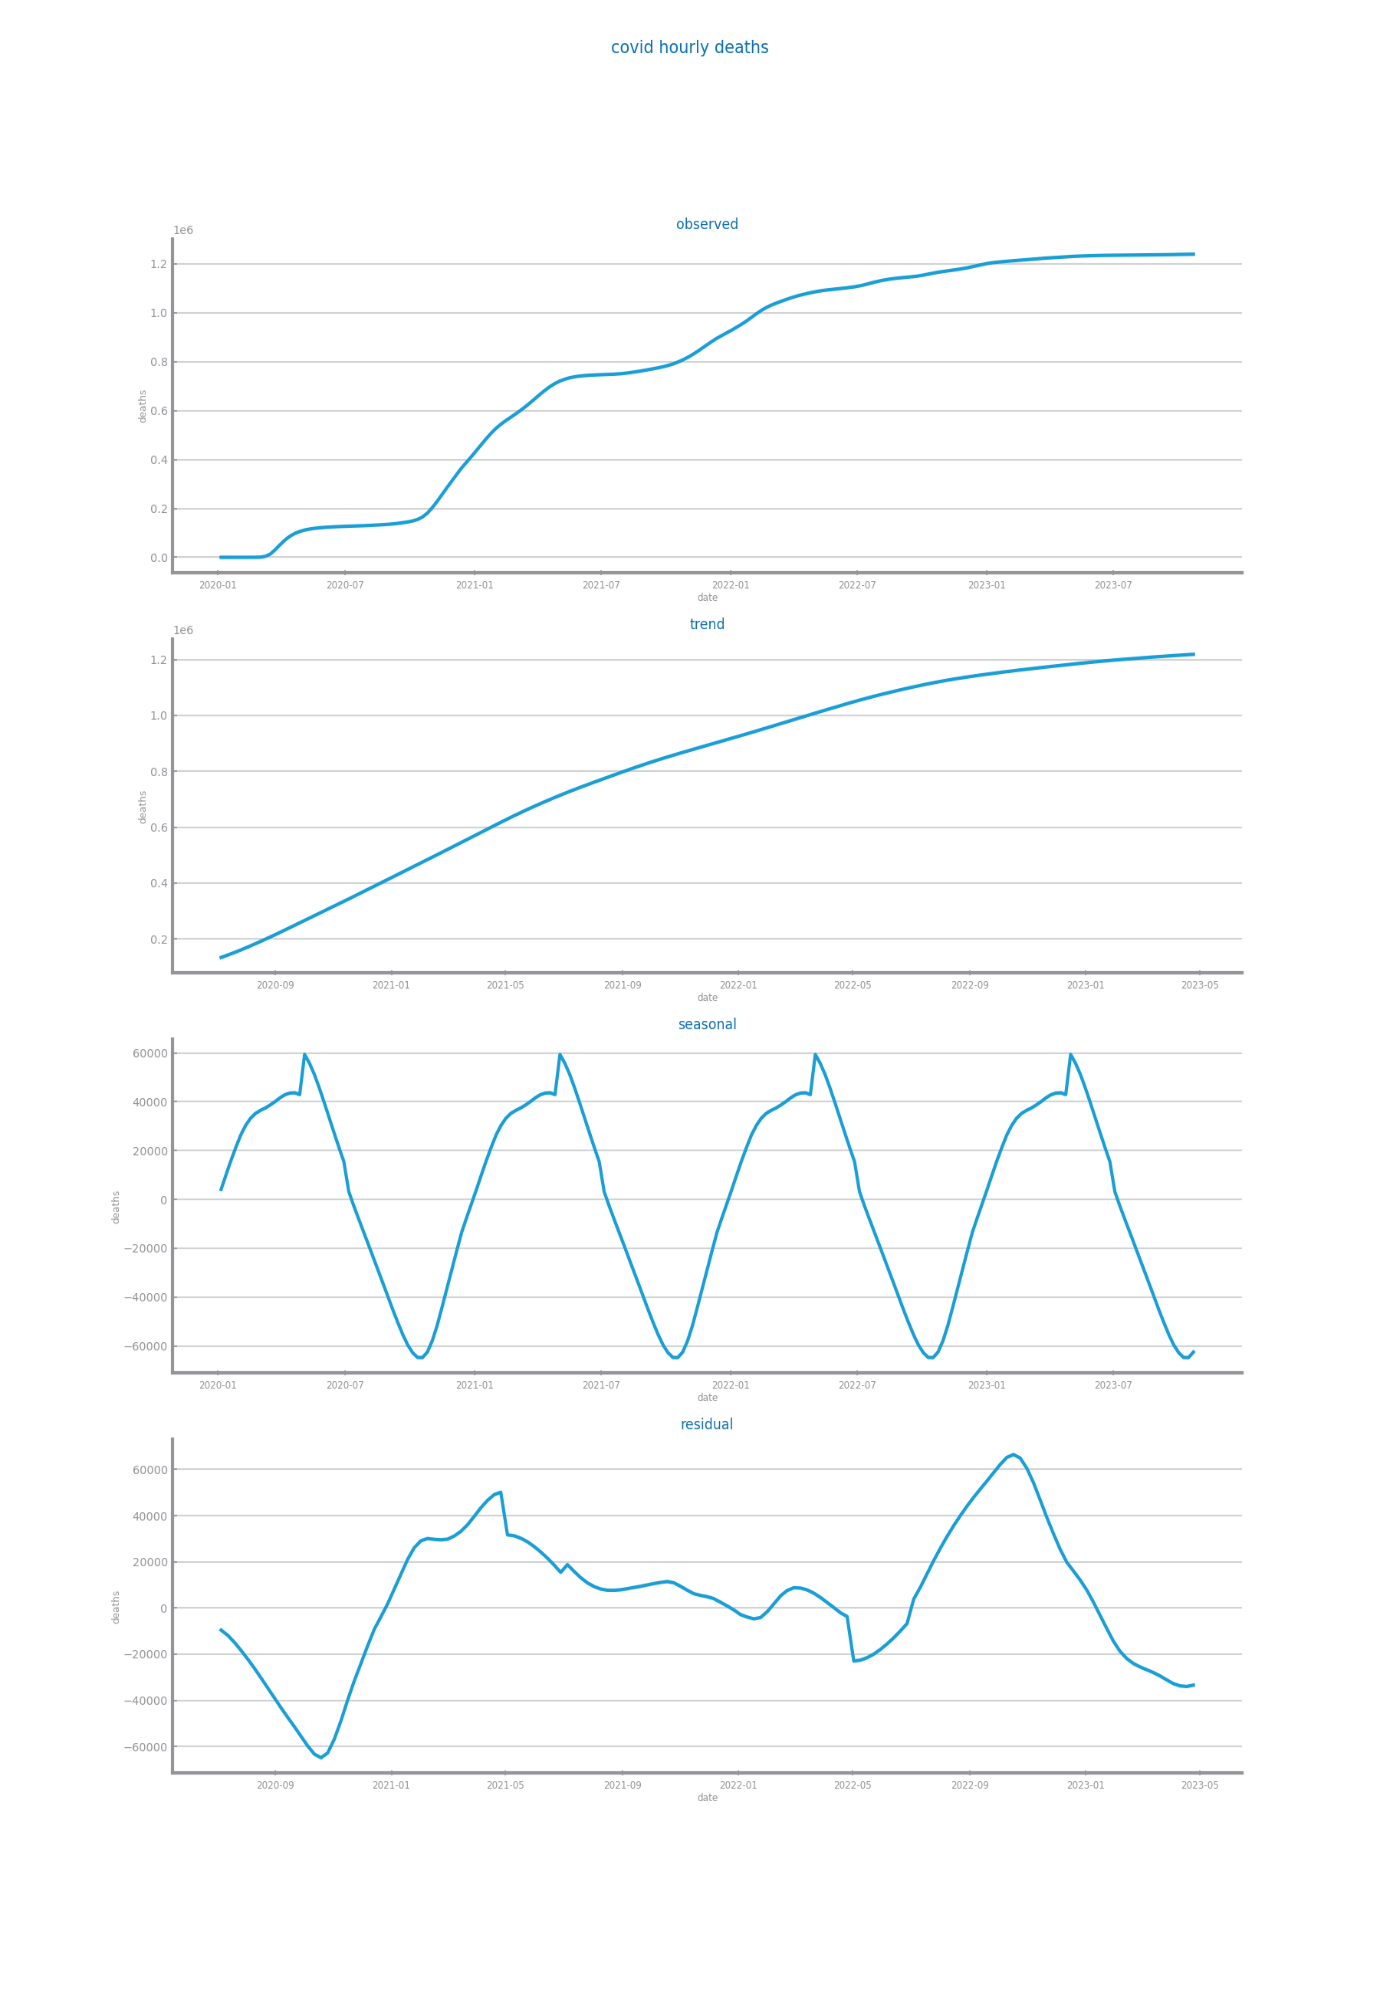 covid hourly deaths
observed
1e6
1.2
1.0
0.8
0.6
0.4
0.2
0.0
deaths
2020-01 2020-07 2021-01 2021-07 2022-01 2022-07 2023-01 2023-07
date
trend
1e6
1.2
1.0
0.8
0.6
0.4
0.2
deaths
2020-09 2021-01 2021-05 2021-09 2022-01 2022-05 2022-09 2023-01 2023-05
date
seasonal
60000
40000
20000
0
−20000
−40000
−60000
deaths
2020-01 2020-07 2021-01 2021-07 2022-01 2022-07 2023-01 2023-07
date
residual
60000
40000
20000
0
−20000
−40000
−60000
deaths
2020-09 2021-01 2021-05 2021-09 2022-01 2022-05 2022-09 2023-01 2023-05
date